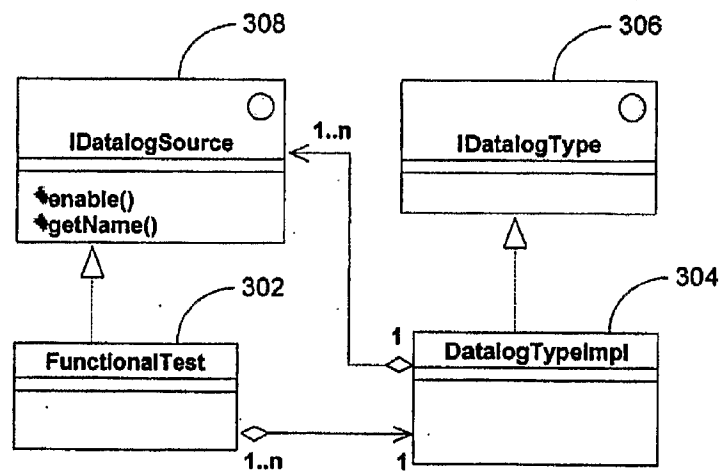 308
306
IDatalogSource
1..n
IDatalogType
enable()
getName()
302
304
FunctionalTest
1
DatalogTypeImpl
1..n
1